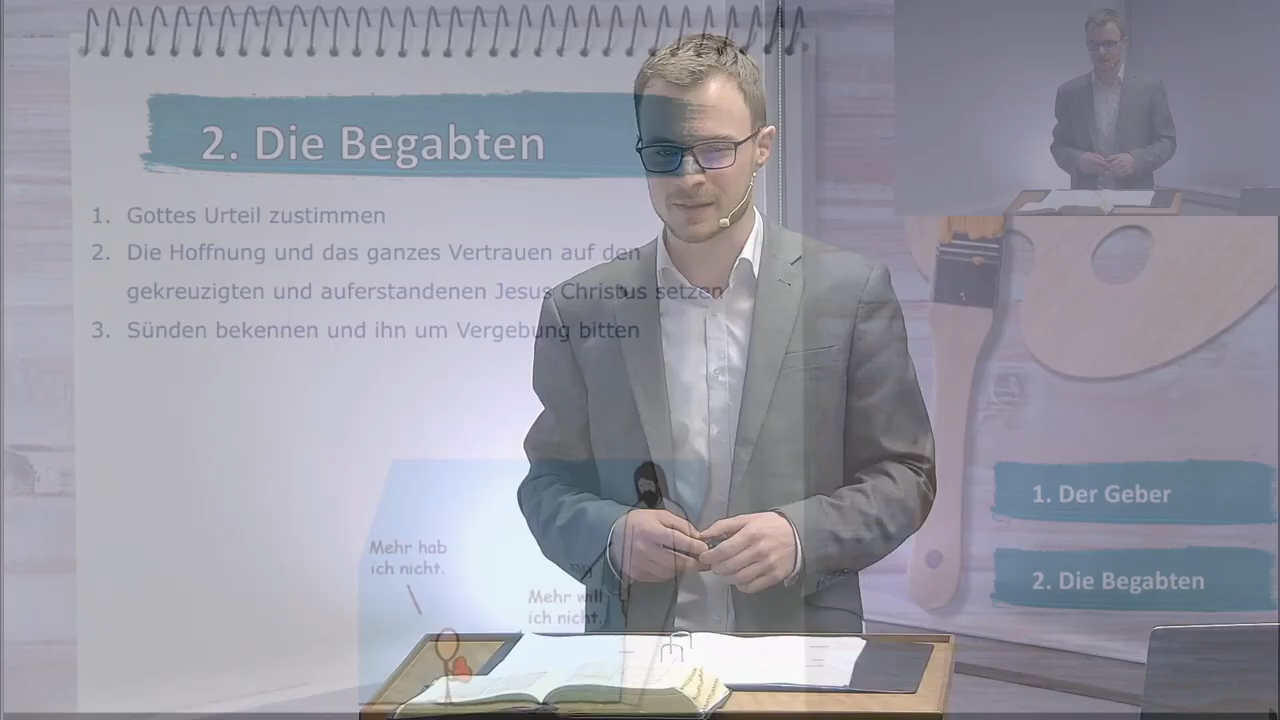 2. Die Begabten
1. Gottes Urteil zustimmen
2. Die Hoffnung und das ganzes Vertrauen auf den
gekreuzigten und auferstandenen Jesus Christus setzen
3. Sünden bekennen und ihn um Vergebung bitten
Mehr hab
ich nicht.
Mehr will
ich nicht.
1. Der Geber
2. Die Begabten